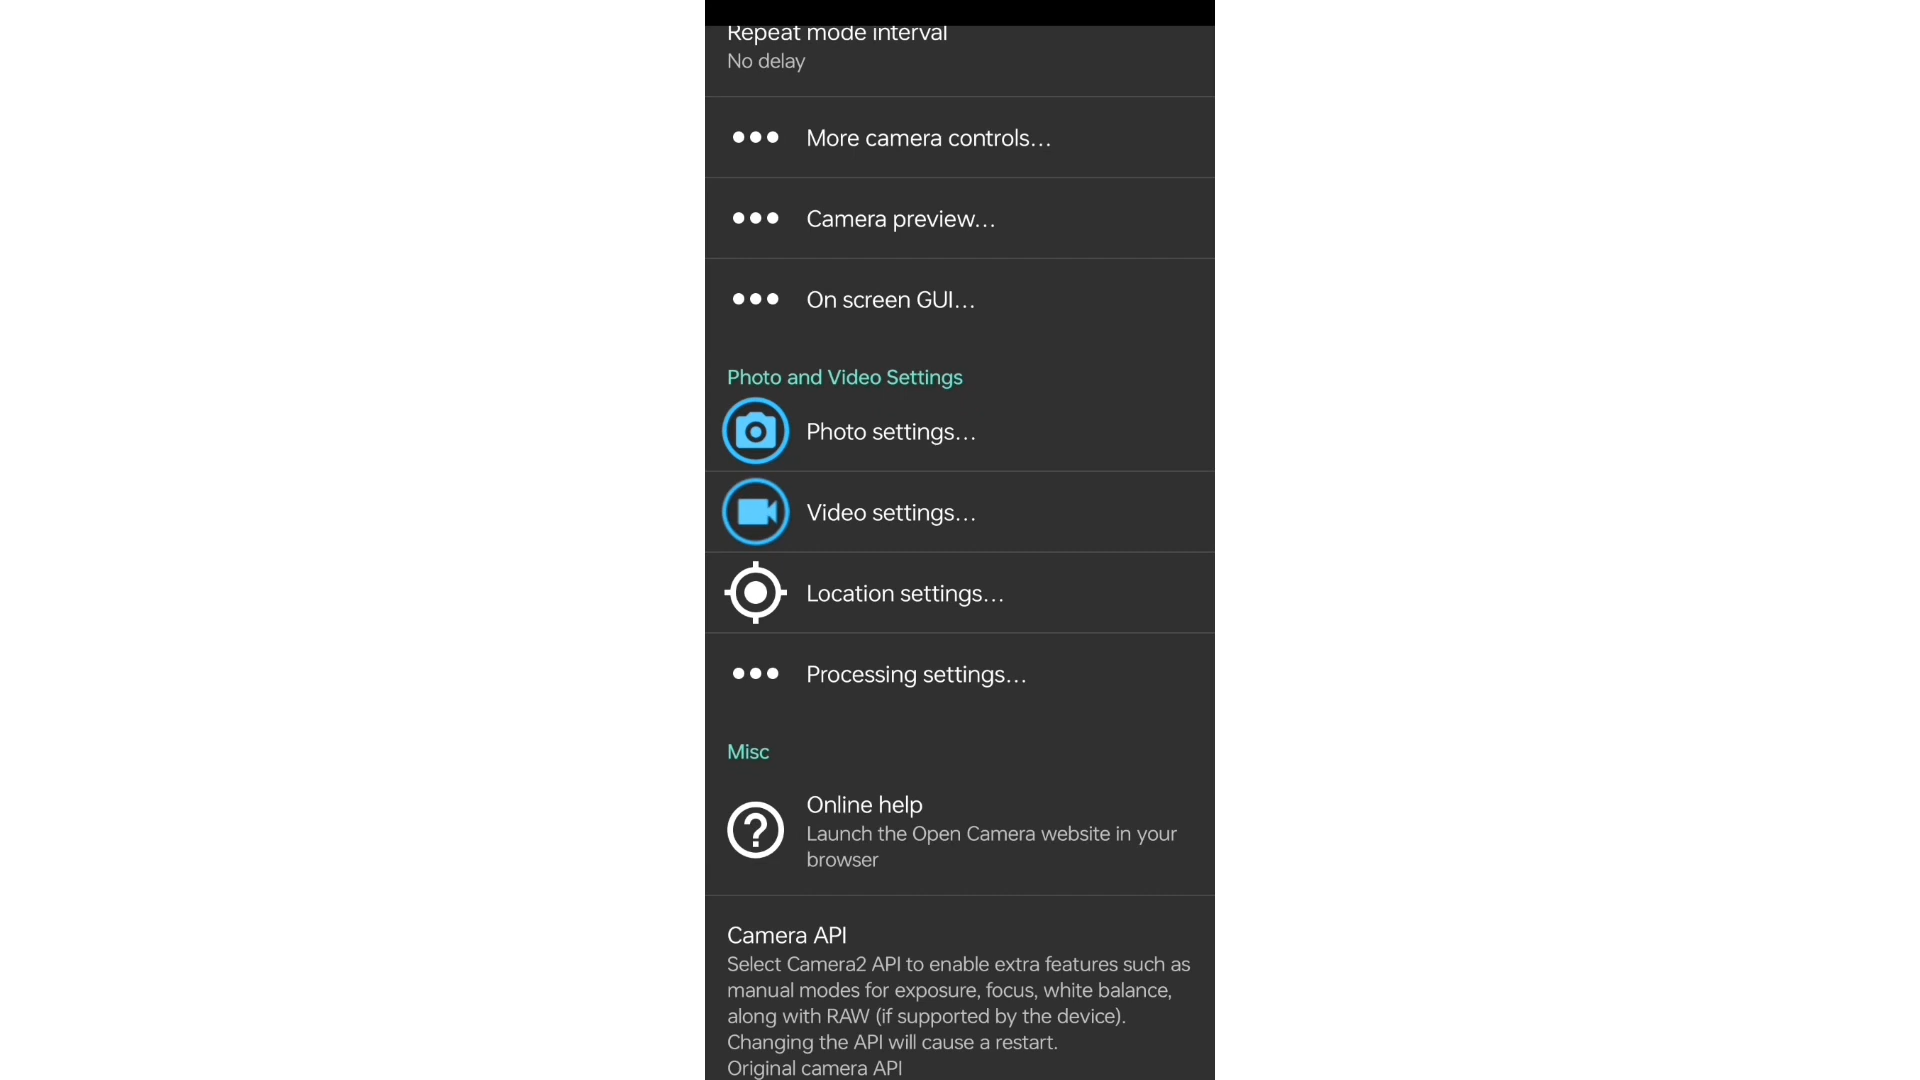 Repeat mode interval
No delay
More camera controls...
Camera preview...
On screen GUI...
Photo and Video Settings
Photo settings...
Video settings...
Location settings...
Processing settings...
Misc
Online help
Launch the Open Camera website in your
browser
Camera API
Select Camera2 API to enable extra features such as
manual modes for exposure, focus, white balance,
along with RAW (if supported by the device).
Changing the API will cause a restart.
Original camera API